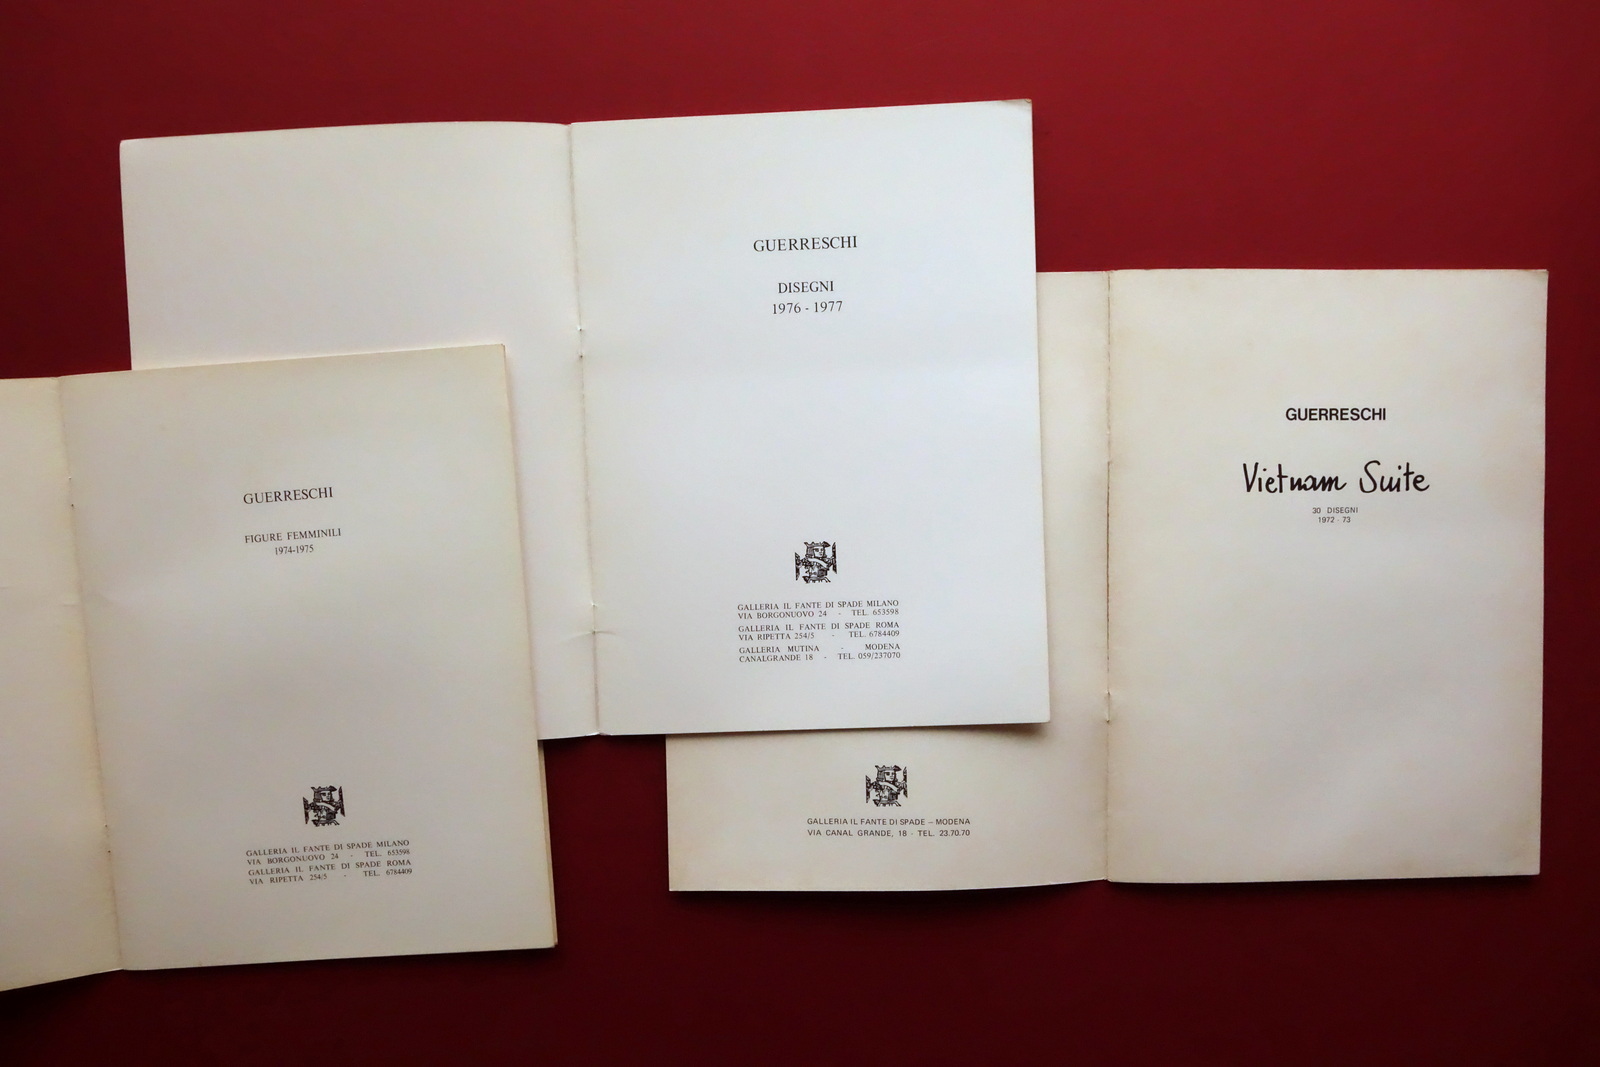 GUERRESCHI
DISEGNI
1976 - 1977
GALLERIA IL FANTE DI SPADE MILANO
VIA BORGONUOVO 24 - TEL. 653598
GALLERIA IL FANTE DI SPADE ROMA
VIA RIPETTA 254/5 - TEL. 6784409
GALLERIA MUTINA - MODENA
CANALGRANDE 18 - TEL. 059/237070
GUERRESCHI
FIGURE FEMMINILI
1974-1975
GALLERIA IL FANTE DI SPADE MILANO
VIA BORGONUOVO 24 - TEL. 653598
GALLERIA IL FANTE DI SPADE ROMA
VIA RIPETTA 254/5 - TEL. 6784409
GALLERIA IL FANTE DI SPADE – MODENA
VIA CANAL GRANDE, 18 - TEL. 23.70.70
GUERRESCHI
Vietnam Suite
30 DISEGNI
1972 - 73